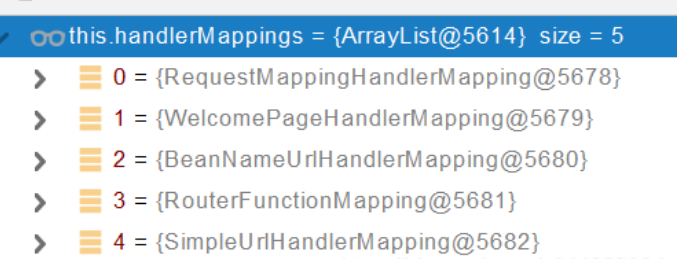 this.handlerMappings = {ArrayList@5614} size = 5
0 = {RequestMappingHandlerMapping@5678}
1 = {WelcomePageHandlerMapping@5679}
2 = {BeanNameUrlHandlerMapping@5680}
3 = {RouterFunctionMapping@5681}
4 = {SimpleUrlHandlerMapping@5682}